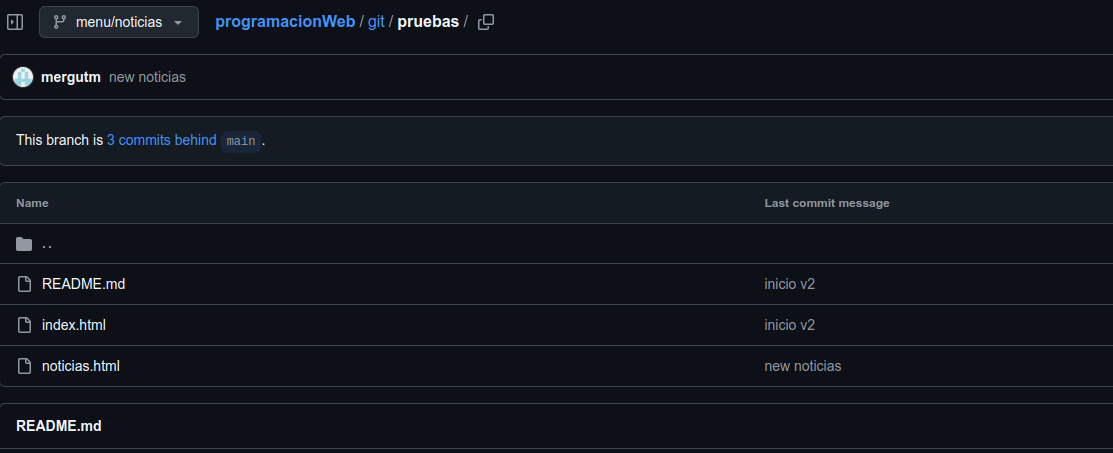 menu/noticias programacionWeb / git / pruebas /
mergutm new noticias
This branch is 3 commits behind main.
Name Last commit message
..
README.md inicio v2
index.html inicio v2
noticias.html new noticias
README.md